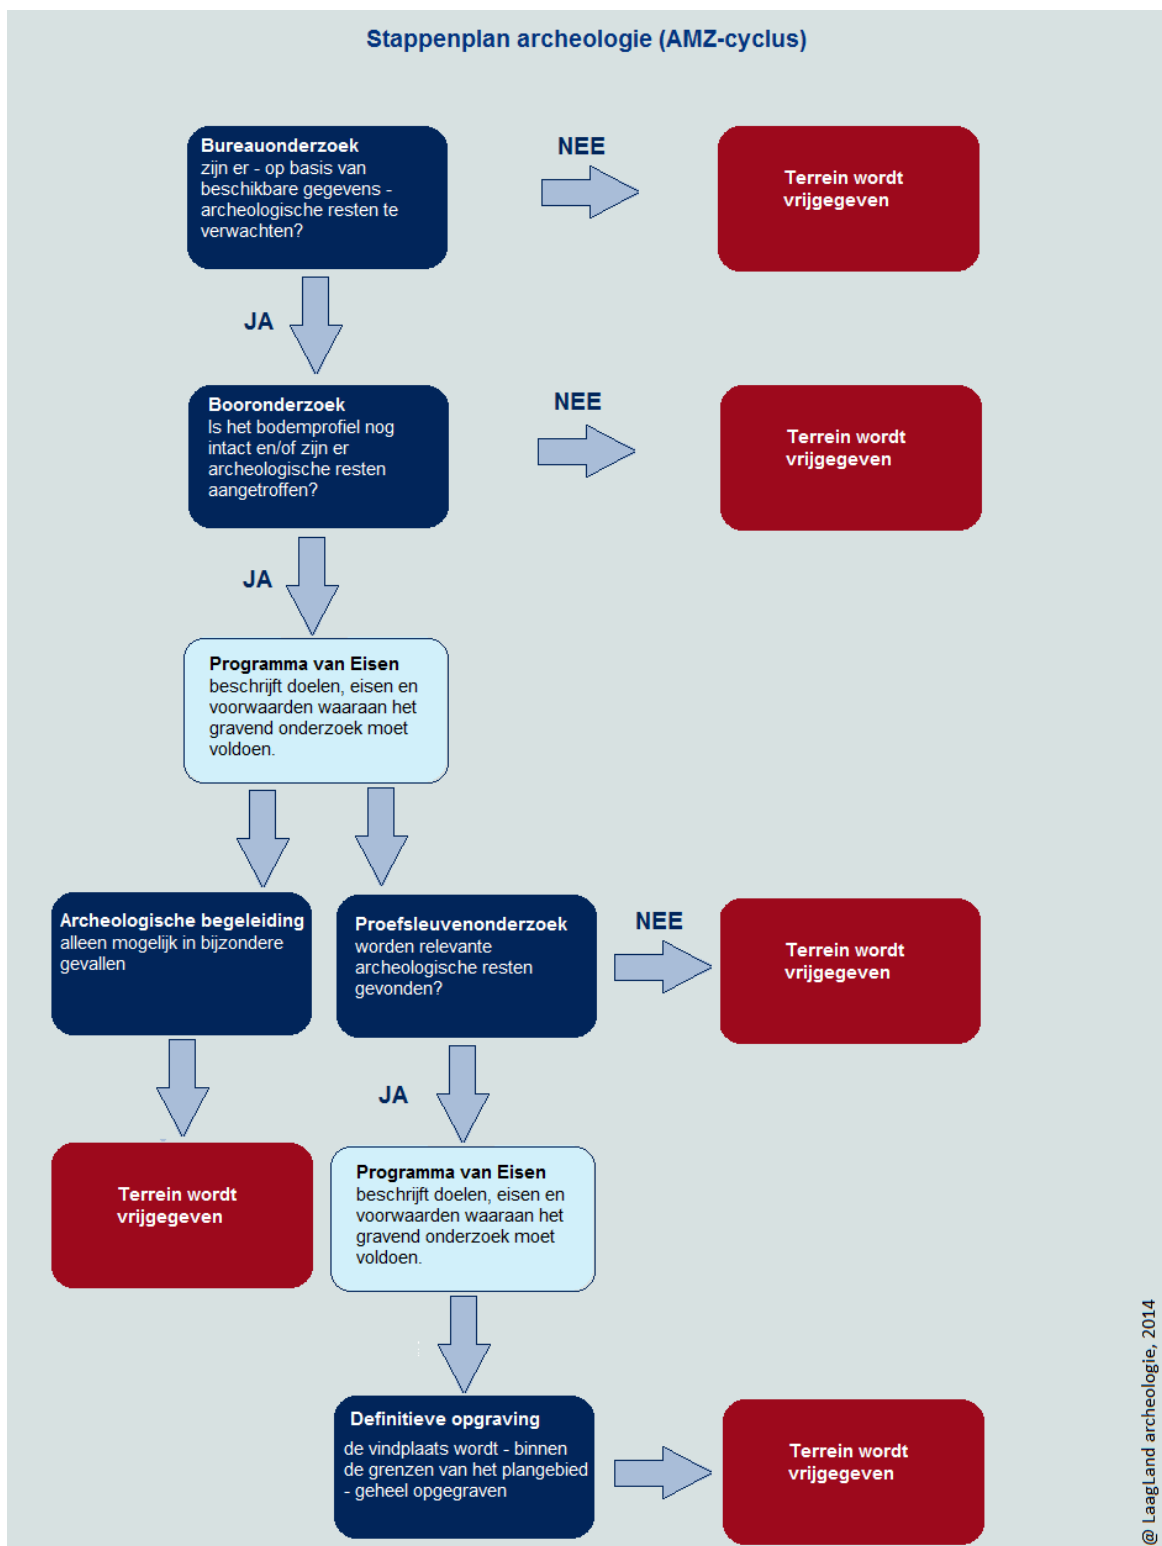 Stappenplan archeologie (AMZ-cyclus)
Bureauonderzoek
zijn er - op basis van
beschikbare gegevens -
archeologische resten te
verwachten?
NEE
Terrein wordt
vrijgegeven
JA
Booronderzoek
Is het bodemprofiel nog
intact en/of zijn er
archeologische resten
aangetroffen?
NEE
Terrein wordt
vrijgegeven
JA
Programma van Eisen
beschrijft doelen, eisen en
voorwaarden waaraan het
gravend onderzoek moet
voldoen.
Archeologische begeleiding
alleen mogelijk in bijzondere
gevallen
Proefsleuvenonderzoek
worden relevante
archeologische resten
gevonden?
NEE
Terrein wordt
vrijgegeven
JA
Terrein wordt
vrijgegeven
Programma van Eisen
beschrijft doelen, eisen en
voorwaarden waaraan het
gravend onderzoek moet
voldoen.
Definitieve opgraving
de vindplaats wordt - binnen
de grenzen van het plangebied
- geheel opgegraven
Terrein wordt
vrijgegeven
@ LaagLand archeologie, 2014